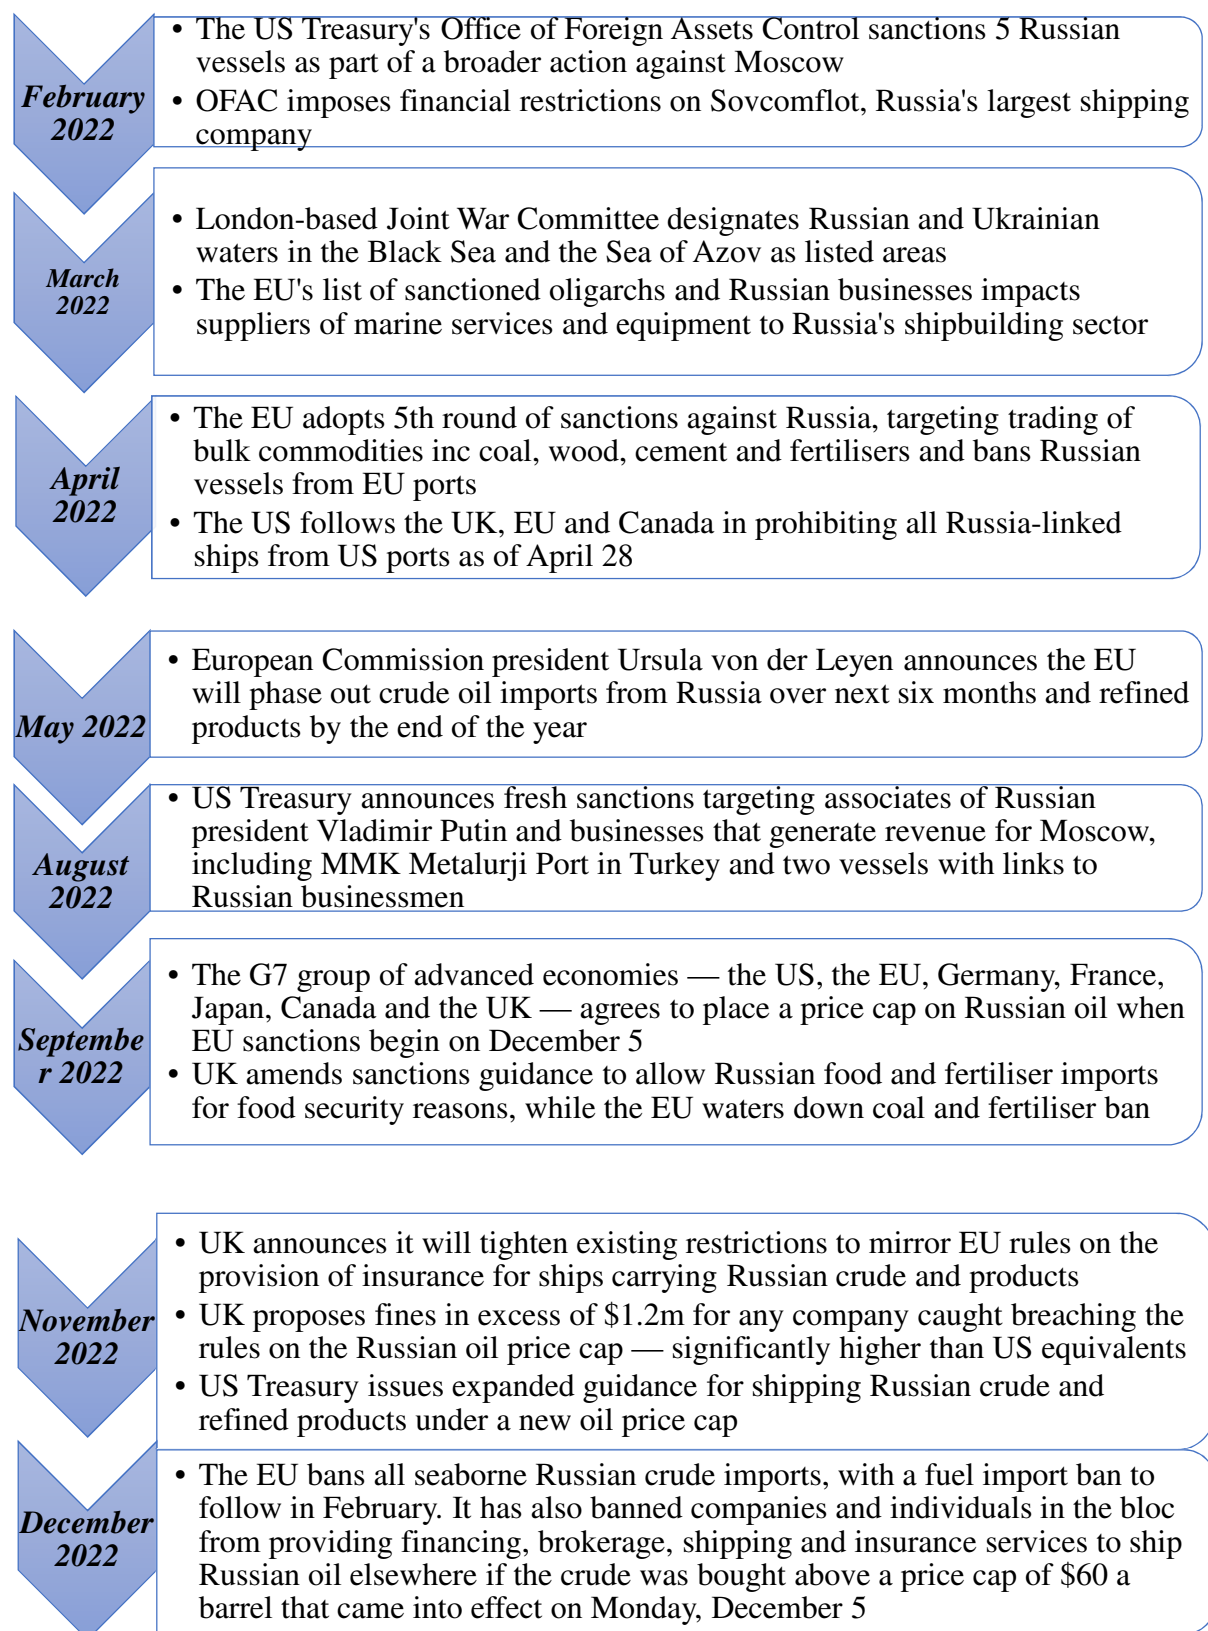 February
2022
• The US Treasury's Office of Foreign Assets Control sanctions 5 Russian
vessels as part of a broader action against Moscow
• OFAC imposes financial restrictions on Sovcomflot, Russia's largest shipping
company
March
2022
• London-based Joint War Committee designates Russian and Ukrainian
waters in the Black Sea and the Sea of Azov as listed areas
• The EU's list of sanctioned oligarchs and Russian businesses impacts
suppliers of marine services and equipment to Russia's shipbuilding sector
April
2022
• The EU adopts 5th round of sanctions against Russia, targeting trading of
bulk commodities inc coal, wood, cement and fertilisers and bans Russian
vessels from EU ports
• The US follows the UK, EU and Canada in prohibiting all Russia-linked
ships from US ports as of April 28
May 2022
• European Commission president Ursula von der Leyen announces the EU
will phase out crude oil imports from Russia over next six months and refined
products by the end of the year
August
2022
• US Treasury announces fresh sanctions targeting associates of Russian
president Vladimir Putin and businesses that generate revenue for Moscow,
including MMK Metalurji Port in Turkey and two vessels with links to
Russian businessmen
Septembe
r 2022
• The G7 group of advanced economies — the US, the EU, Germany, France,
Japan, Canada and the UK — agrees to place a price cap on Russian oil when
EU sanctions begin on December 5
• UK amends sanctions guidance to allow Russian food and fertiliser imports
for food security reasons, while the EU waters down coal and fertiliser ban
November
2022
• UK announces it will tighten existing restrictions to mirror EU rules on the
provision of insurance for ships carrying Russian crude and products
• UK proposes fines in excess of $1.2m for any company caught breaching the
rules on the Russian oil price cap — significantly higher than US equivalents
• US Treasury issues expanded guidance for shipping Russian crude and
refined products under a new oil price cap
December
2022
• The EU bans all seaborne Russian crude imports, with a fuel import ban to
follow in February. It has also banned companies and individuals in the bloc
from providing financing, brokerage, shipping and insurance services to ship
Russian oil elsewhere if the crude was bought above a price cap of $60 a
barrel that came into effect on Monday, December 5